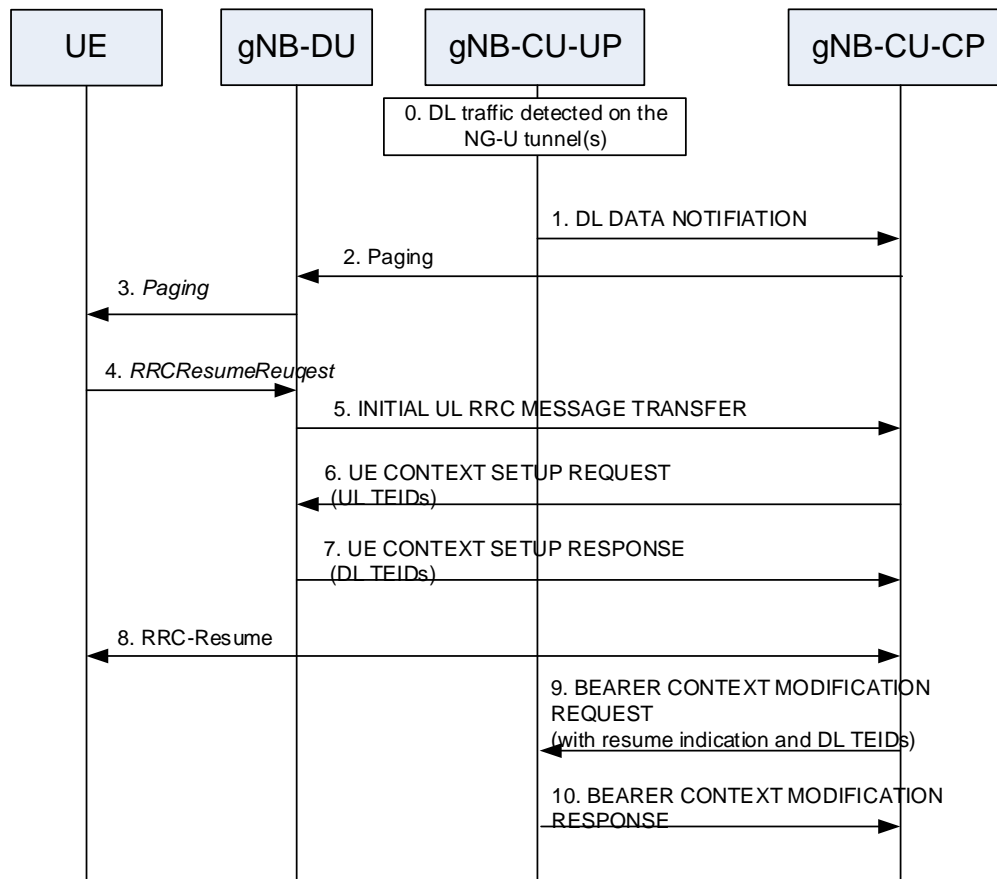 UE
gNB-DU
gNB-CU-UP
gNB-CU-CP
0. DL traffic detected on the
NG-U tunnel(s)
1. DL DATA NOTIFIATION
2. Paging
3. Paging
4. RRCResumeReuqest
5. INITIAL UL RRC MESSAGE TRANSFER
6. UE CONTEXT SETUP REQUEST
(UL TEIDs)
7. UE CONTEXT SETUP RESPONSE
(DL TEIDs)
8. RRC-Resume
9. BEARER CONTEXT MODIFICATION
REQUEST
(with resume indication and DL TEIDs)
10. BEARER CONTEXT MODIFICATION
RESPONSE